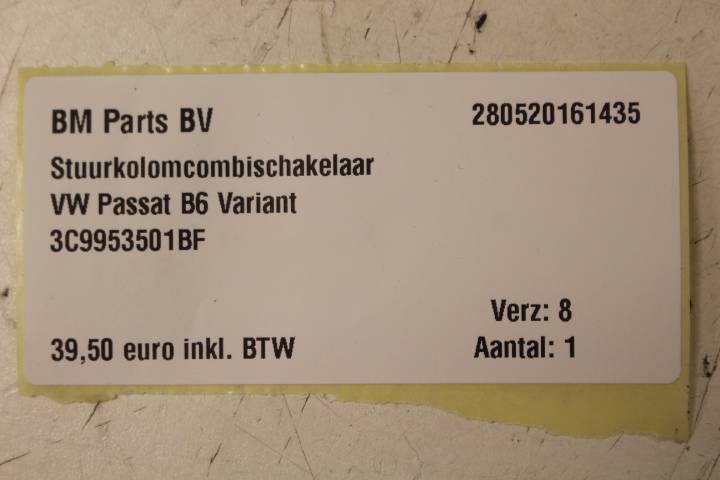 BM Parts BV
280520161435
Stuurkolomcombischakelaar
VW Passat B6 Variant
3C9953501BF
Verz: 8
39,50 euro inkl. BTW
Aantal: 1